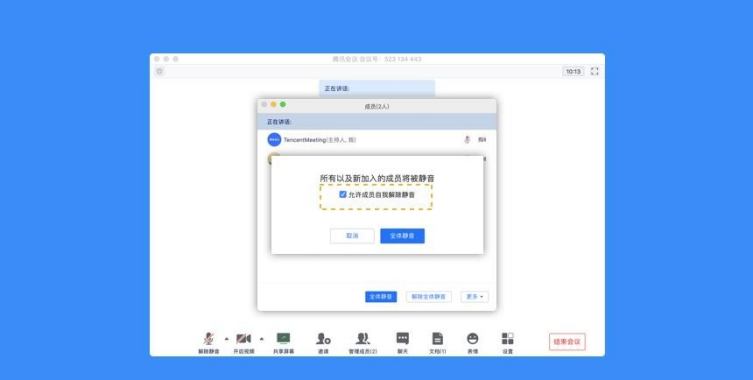 腾讯会议 会议号: 523 134 443
10:13
正在讲话:
成员(2人)
正在讲话:
TencentMeeting(主持人, 我)
所有以及新加入的成员将被静音
允许成员自我解除静音
取消 全体静音
全体静音 解除全体静音 更多
解除静音 开启视频 共享屏幕 邀请 管理成员(2) 聊天 文档(1) 表情 设置 结束会议